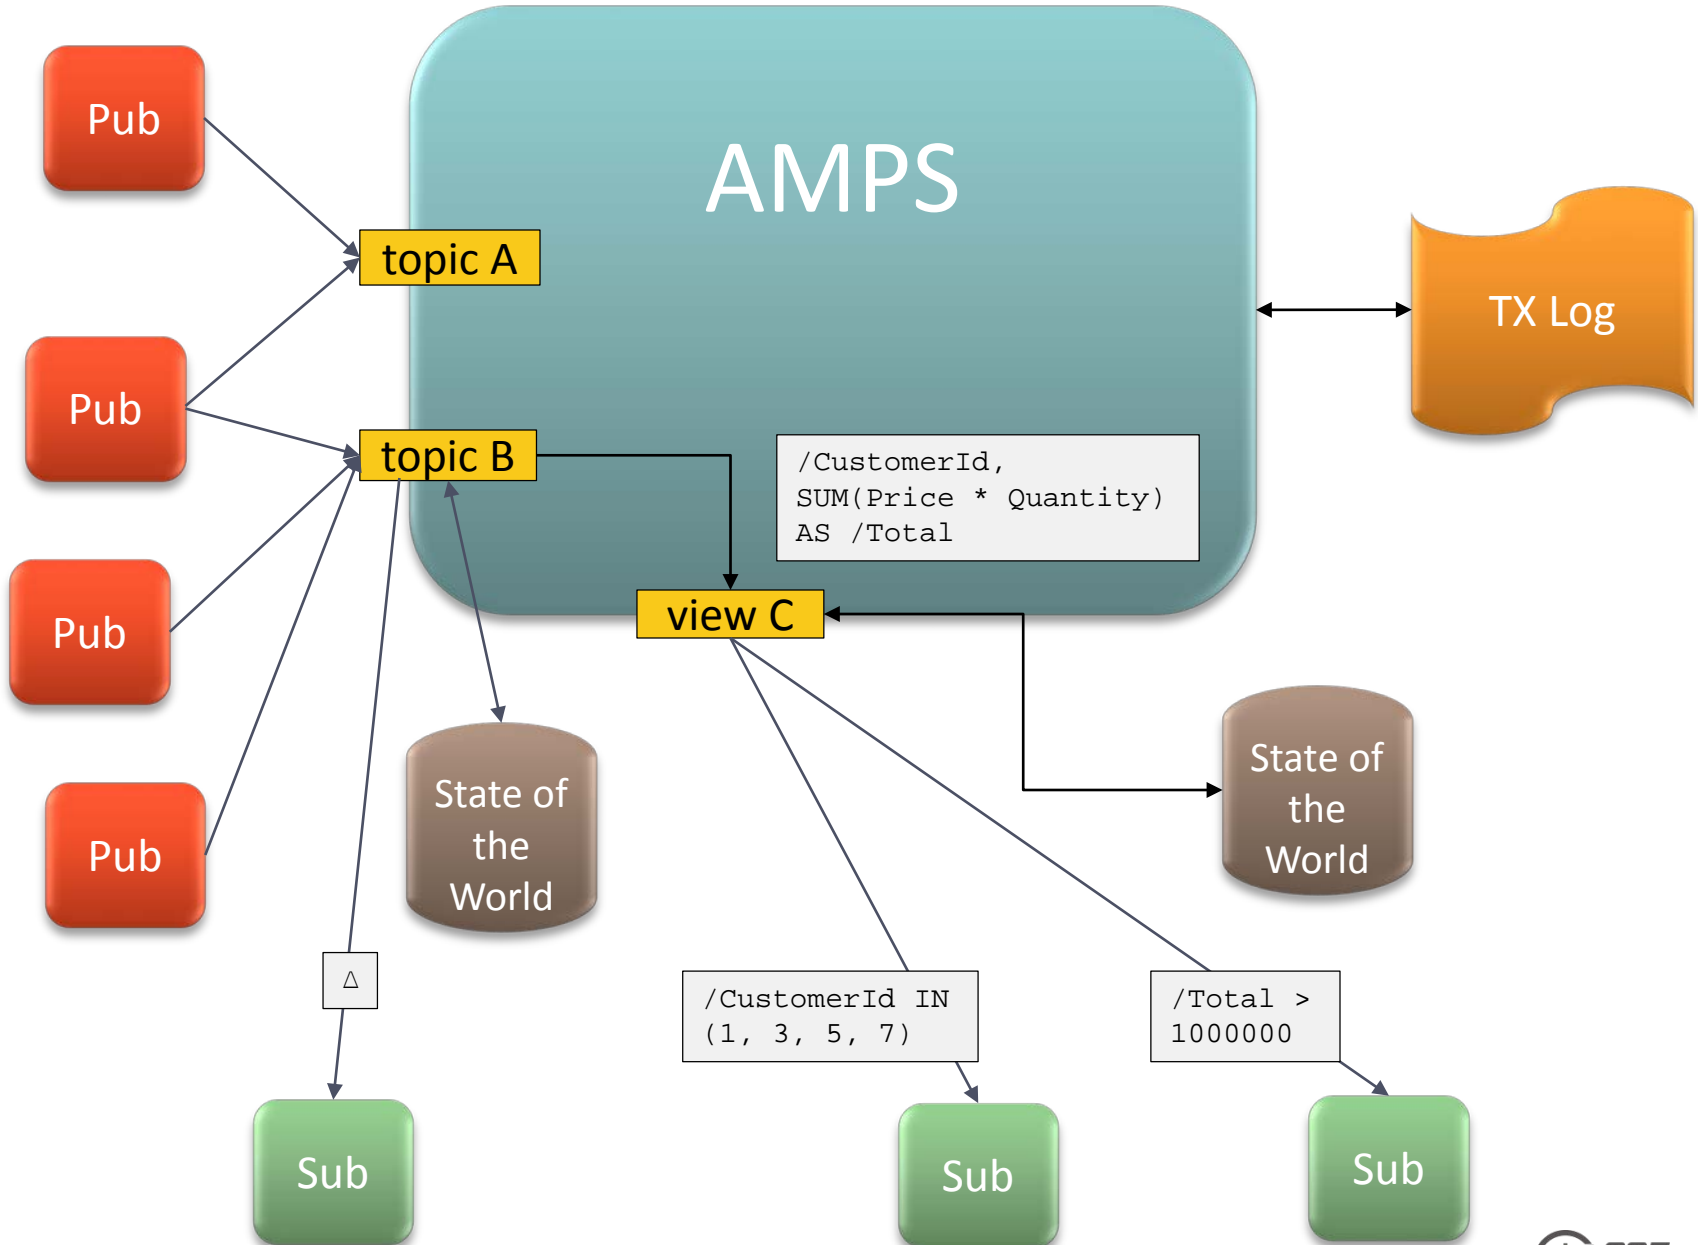 Pub
AMPS
topic A
TX Log
Pub
topic B
/CustomerId,
SUM(Price * Quantity)
AS /Total
view C
Pub
State of
the
World
State of
the
World
Pub
Δ
/CustomerId IN
(1, 3, 5, 7)
/Total >
1000000
Sub
Sub
Sub